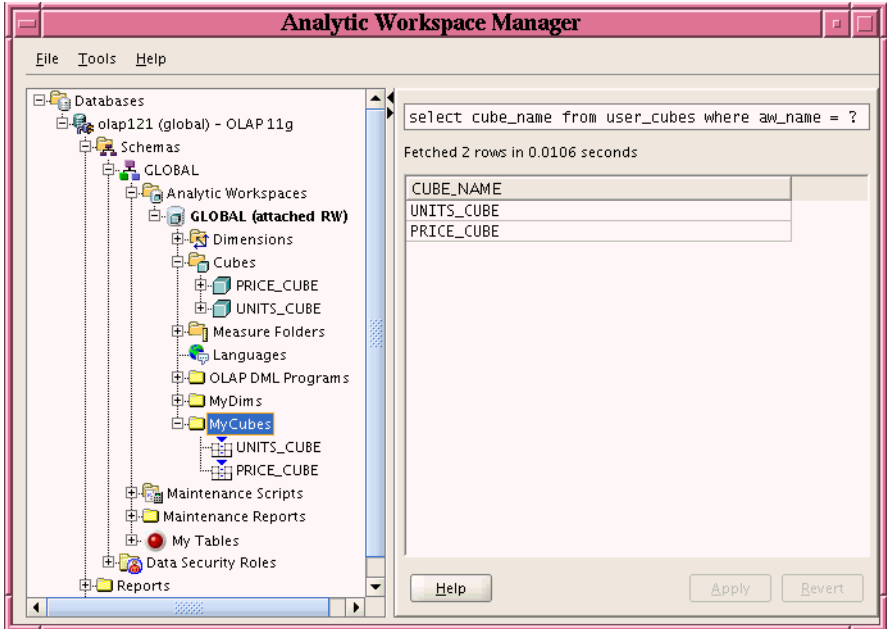 Analytic Workspace Manager
File Tools Help
Databases
olap121 (global) - OLAP 11g
Schemas
GLOBAL
Analytic Workspaces
GLOBAL (attached RW)
Dimensions
Cubes
PRICE_CUBE
UNITS_CUBE
Measure Folders
Languages
OLAP DML Programs
MyDims
MyCubes
UNITS_CUBE
PRICE_CUBE
Maintenance Scripts
Maintenance Reports
My Tables
Data Security Roles
Reports
select cube_name from user_cubes where aw_name = ?
Fetched 2 rows in 0.0106 seconds
CUBE_NAME
UNITS_CUBE
PRICE_CUBE
Help Apply Revert